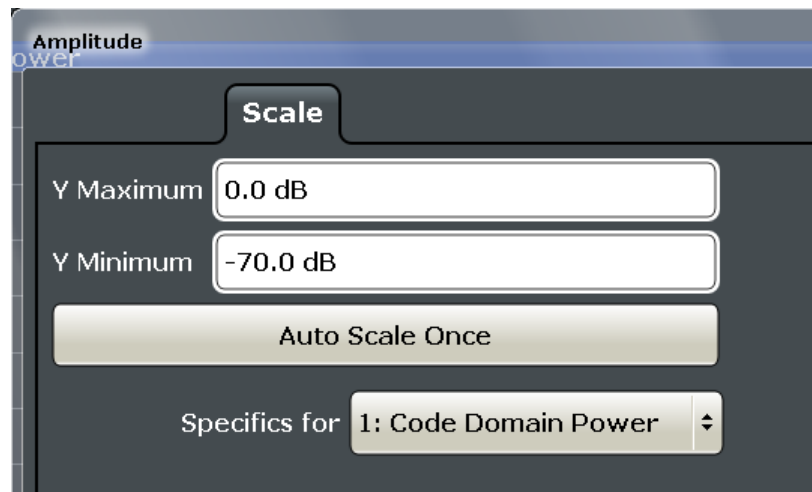 Amplitude
ower
Scale
Y Maximum 0.0 dB
Y Minimum -70.0 dB
Auto Scale Once
Specifics for 1: Code Domain Power